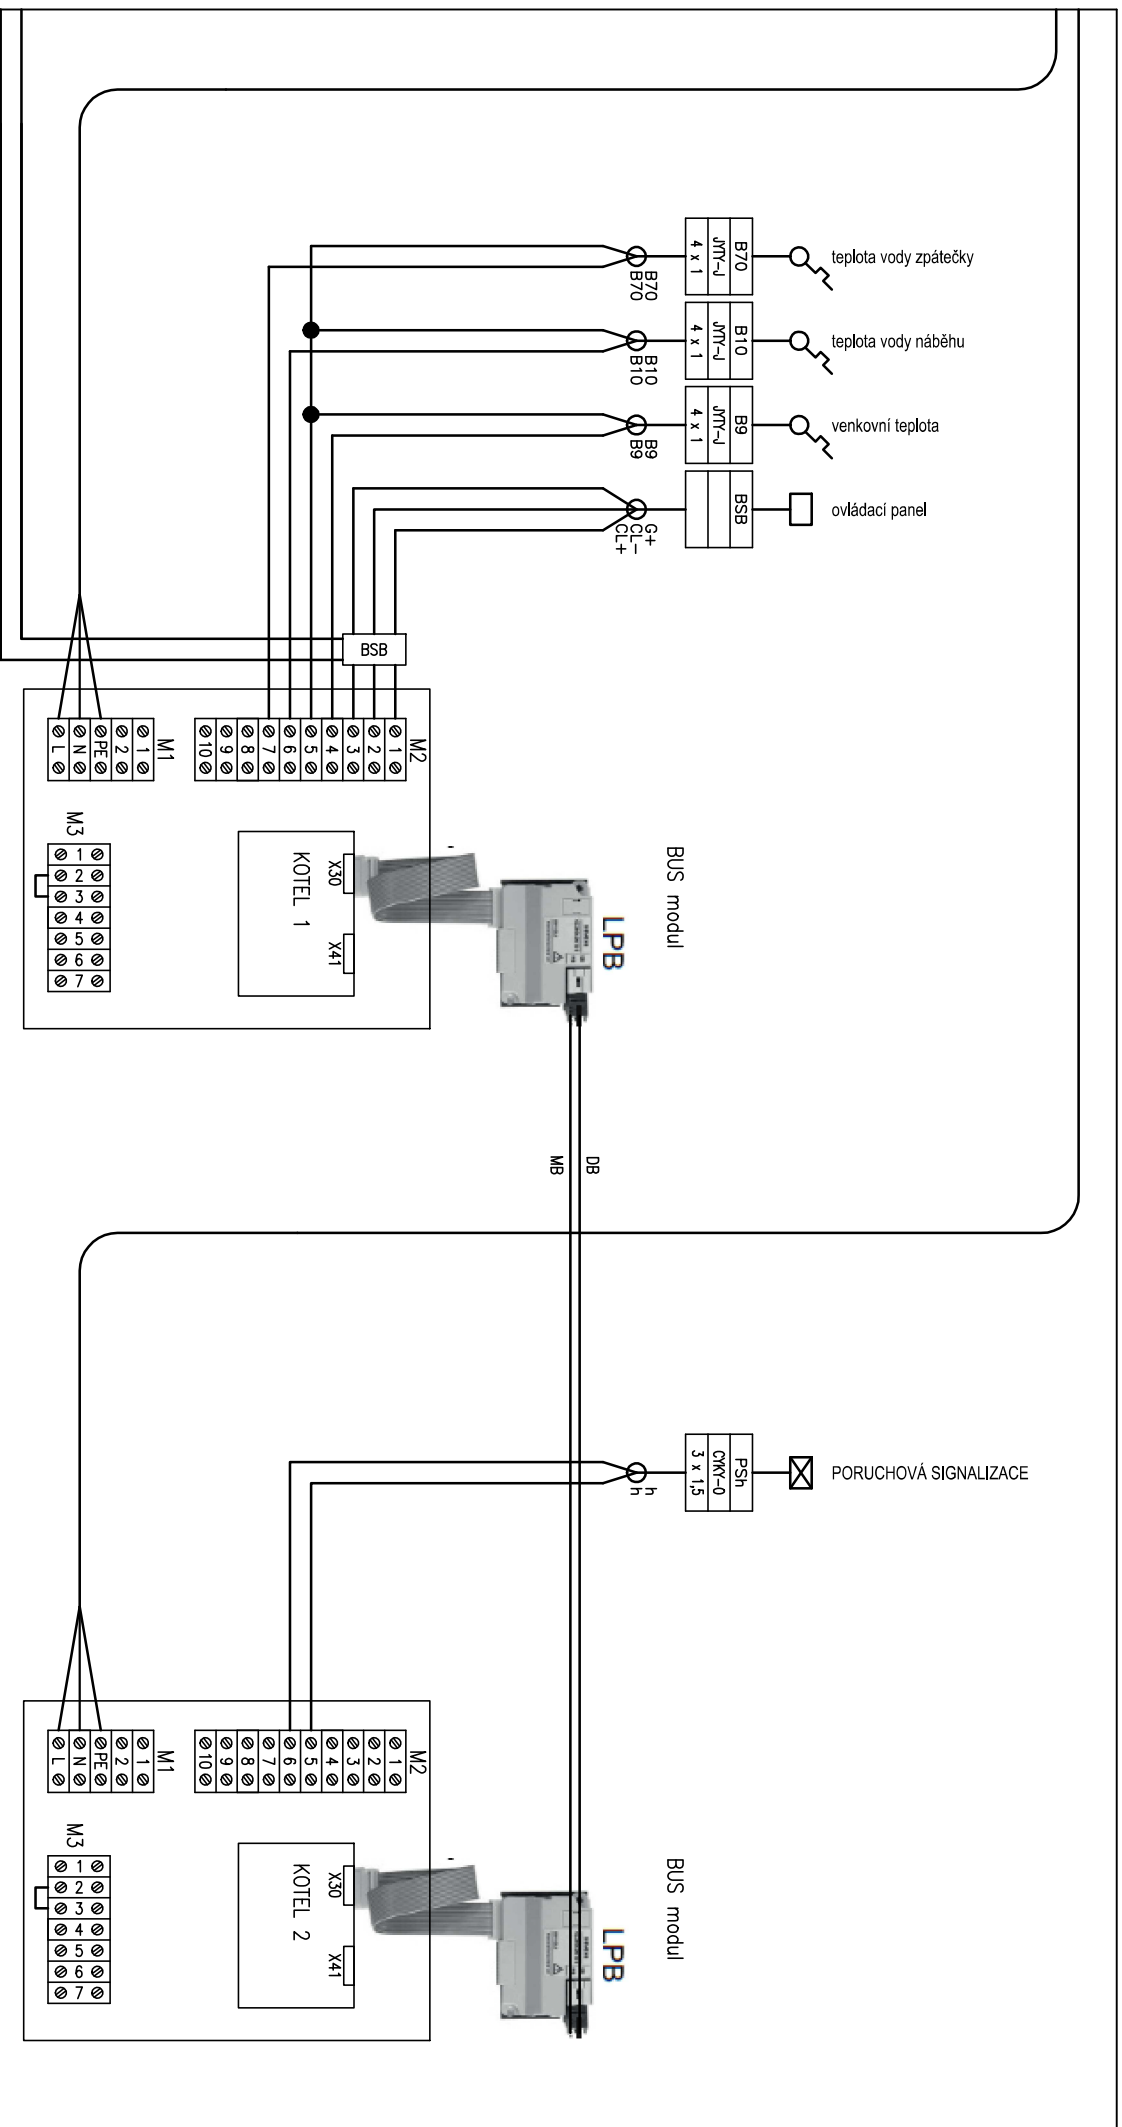 teplota vody zpátečky
B70
JYTY-J
4 x 1
B70
B70
teplota vody náběhu
B10
JYTY-J
4 x 1
B10
B10
venkovní teplota
B9
JYTY-J
4 x 1
B9
B9
ovládací panel
BSB
G+
CL-
CL+
BSB
M2
1
2
3
4
5
6
7
8
9
10
M1
1
2
PE
N
L
M3
1
2
3
4
5
6
7
KOTEL 1
X30
X41
BUS modul
LPB
DB
MB
PORUCHOVÁ SIGNALIZACE
PSh
CYKY-O
3 x 1,5
h
h
M2
1
2
3
4
5
6
7
8
9
10
M1
1
2
PE
N
L
M3
1
2
3
4
5
6
7
KOTEL 2
X30
X41
BUS modul
LPB